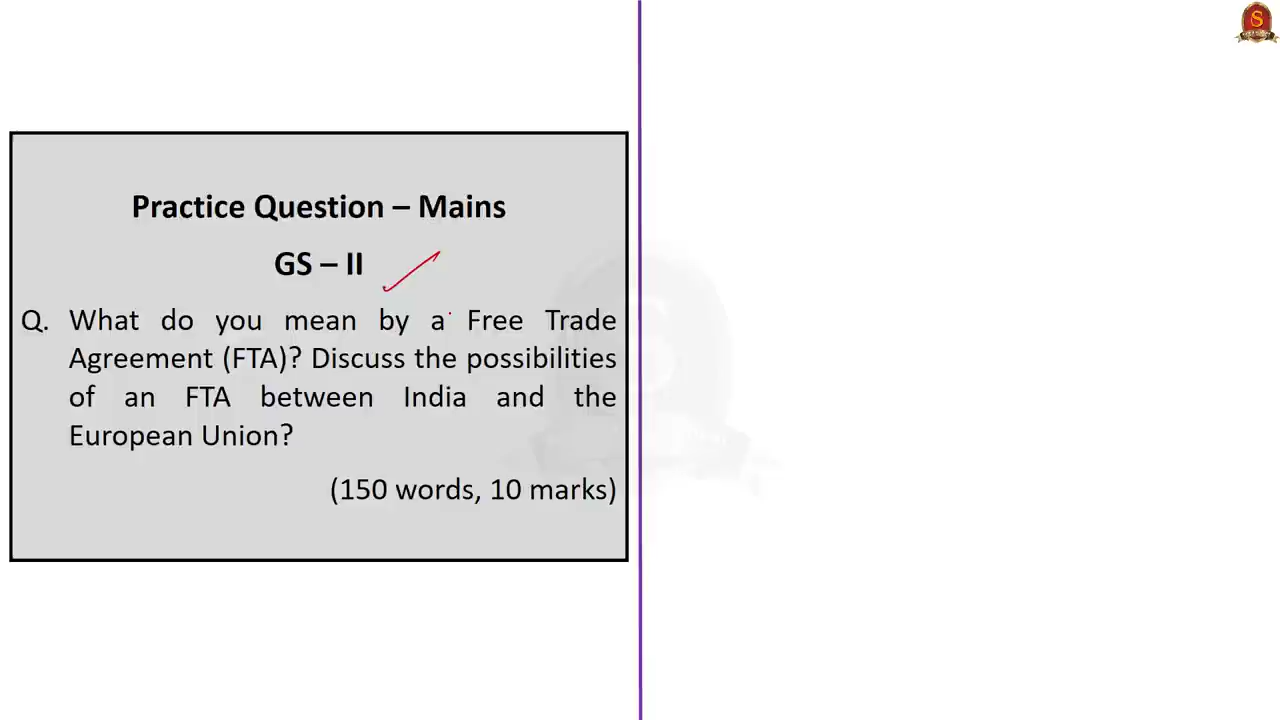 Practice Question – Mains
GS – II
Q. What do you mean by a Free Trade
Agreement (FTA)? Discuss the possibilities
of an FTA between India and the
European Union?
(150 words, 10 marks)
S